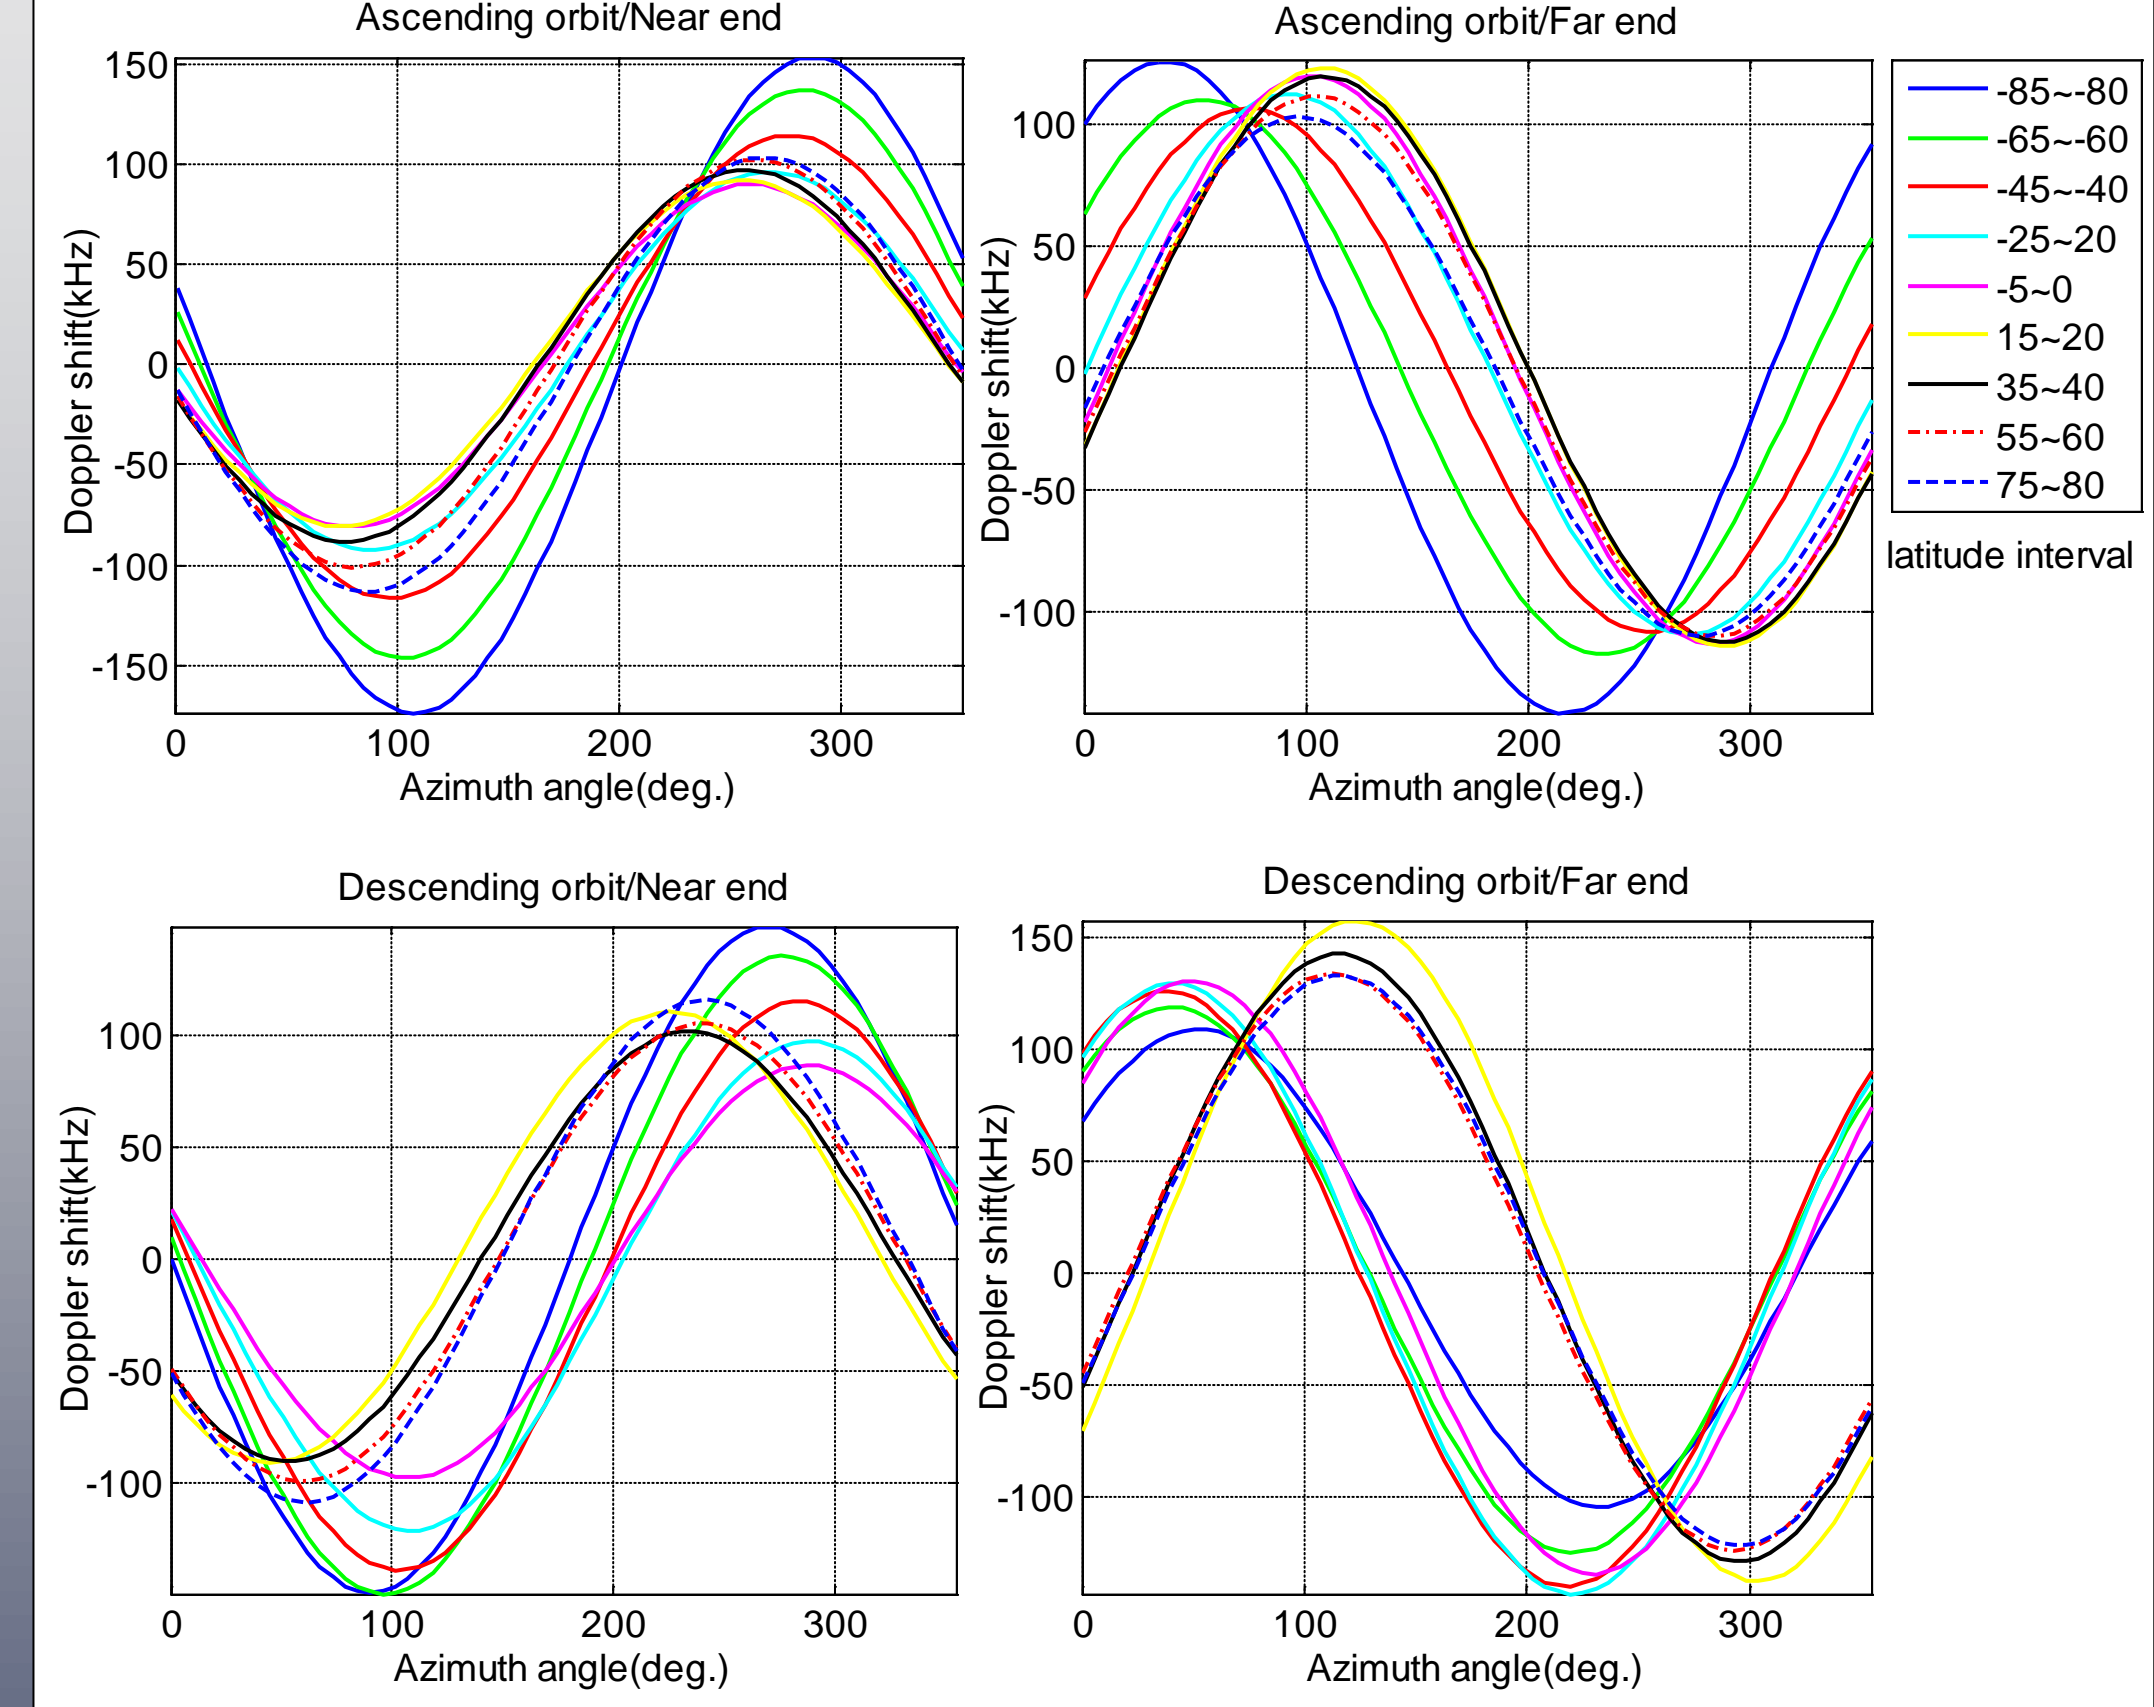 Ascending orbit/Near end
Ascending orbit/Far end
150
100
50
0
-50
-100
-150
Doppler shift(kHz)
0 100 200 300
Azimuth angle(deg.)
100
50
0
-50
-100
Doppler shift(kHz)
0 100 200 300
Azimuth angle(deg.)
-85~-80
-65~-60
-45~-40
-25~20
-5~0
15~20
35~40
55~60
75~80
latitude interval
Descending orbit/Near end
Descending orbit/Far end
100
50
0
-50
-100
Doppler shift(kHz)
0 100 200 300
Azimuth angle(deg.)
150
100
50
0
-50
-100
Doppler shift(kHz)
0 100 200 300
Azimuth angle(deg.)